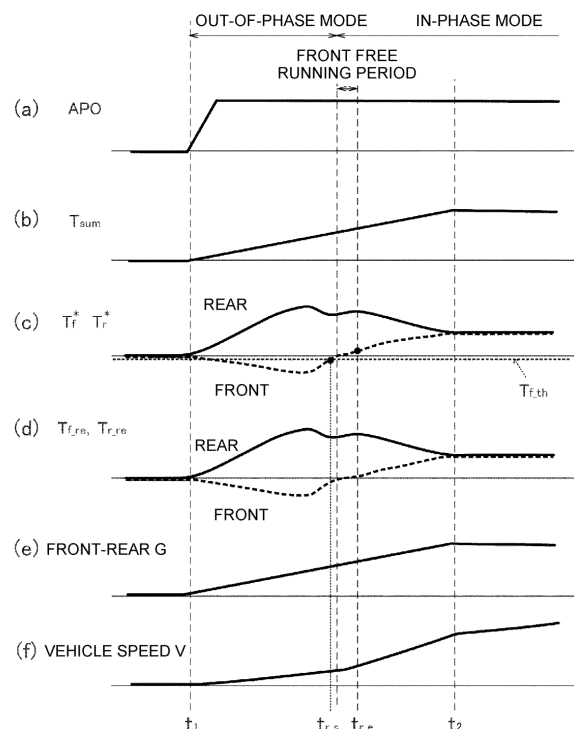 OUT-OF-PHASE MODE
IN-PHASE MODE
FRONT FREE
RUNNING PERIOD
(a) APO
(b) Tsum
(c) Tf* Tr*
REAR
FRONT
Tf_th
(d) Tf_re, Tr_re
REAR
FRONT
(e) FRONT-REAR G
(f) VEHICLE SPEED V
t1 tr_s tr_e t2